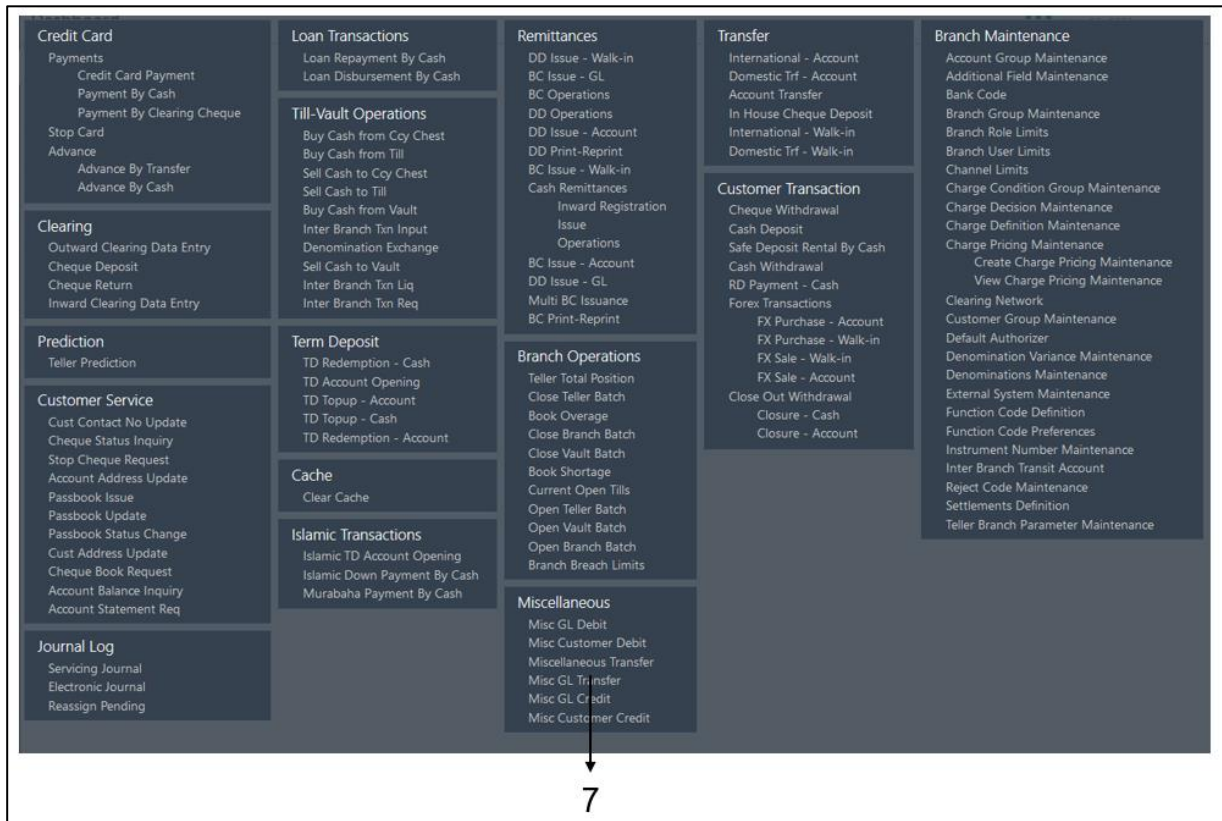 Credit Card
Payments
Credit Card Payment
Payment By Cash
Payment By Clearing Cheque
Stop Card
Advance
Advance By Transfer
Advance By Cash
Clearing
Outward Clearing Data Entry
Cheque Deposit
Cheque Return
Inward Clearing Data Entry
Prediction
Teller Prediction
Customer Service
Cust Contact No Update
Cheque Status Inquiry
Stop Cheque Request
Account Address Update
Passbook Issue
Passbook Update
Passbook Status Change
Cust Address Update
Cheque Book Request
Account Balance Inquiry
Account Statement Req
Journal Log
Servicing Journal
Electronic Journal
Reassign Pending
Loan Transactions
Loan Repayment By Cash
Loan Disbursement By Cash
Till-Vault Operations
Buy Cash from Ccy Chest
Buy Cash from Till
Sell Cash to Ccy Chest
Sell Cash to Till
Buy Cash from Vault
Inter Branch Txn Input
Denomination Exchange
Sell Cash to Vault
Inter Branch Txn Liq
Inter Branch Txn Req
Term Deposit
TD Redemption - Cash
TD Account Opening
TD Topup - Account
TD Topup - Cash
TD Redemption - Account
Cache
Clear Cache
Islamic Transactions
Islamic TD Account Opening
Islamic Down Payment By Cash
Murabaha Payment By Cash
Remittances
DD Issue - Walk-in
BC Issue - GL
BC Operations
DD Operations
DD Issue - Account
DD Print-Reprint
BC Issue - Walk-in
Cash Remittances
Inward Registration
Issue
Operations
BC Issue - Account
DD Issue - GL
Multi BC Issuance
BC Print-Reprint
Branch Operations
Teller Total Position
Close Teller Batch
Book Overage
Close Branch Batch
Close Vault Batch
Book Shortage
Current Open Tills
Open Teller Batch
Open Vault Batch
Open Branch Batch
Branch Breach Limits
Miscellaneous
Misc GL Debit
Misc Customer Debit
Miscellaneous Transfer
Misc GL Transfer
Misc GL Credit
Misc Customer Credit
Transfer
International - Account
Domestic Trf - Account
Account Transfer
In House Cheque Deposit
International - Walk-in
Domestic Trf - Walk-in
Customer Transaction
Cheque Withdrawal
Cash Deposit
Safe Deposit Rental By Cash
Cash Withdrawal
RD Payment - Cash
Forex Transactions
FX Purchase - Account
FX Purchase - Walk-in
FX Sale - Walk-in
FX Sale - Account
Close Out Withdrawal
Closure - Cash
Closure - Account
Branch Maintenance
Account Group Maintenance
Additional Field Maintenance
Bank Code
Branch Group Maintenance
Branch Role Limits
Branch User Limits
Channel Limits
Charge Condition Group Maintenance
Charge Decision Maintenance
Charge Definition Maintenance
Charge Pricing Maintenance
Create Charge Pricing Maintenance
View Charge Pricing Maintenance
Clearing Network
Customer Group Maintenance
Default Authorizer
Denomination Variance Maintenance
Denominations Maintenance
External System Maintenance
Function Code Definition
Function Code Preferences
Instrument Number Maintenance
Inter Branch Transit Account
Reject Code Maintenance
Settlements Definition
Teller Branch Parameter Maintenance
7